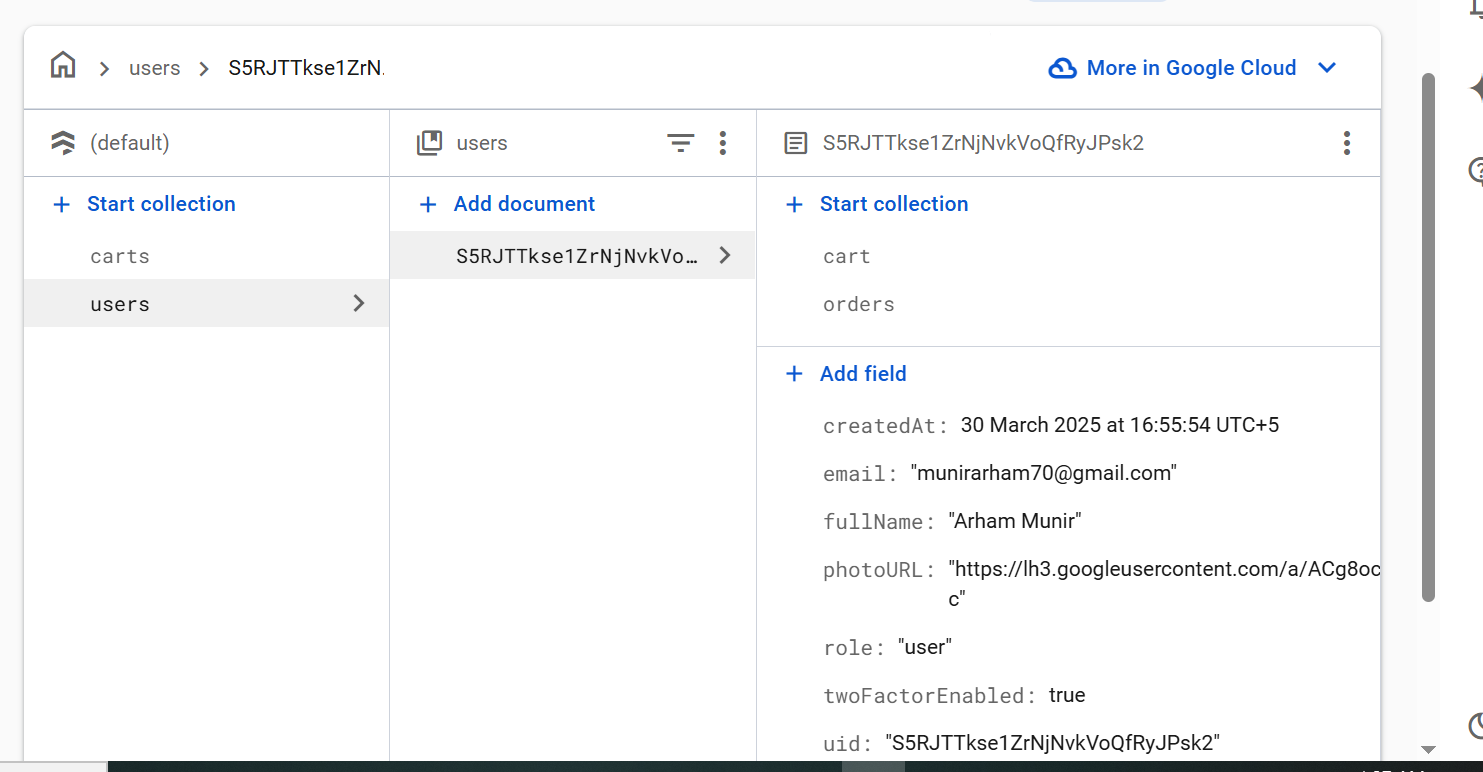 users
S5RJTTkse1ZrN.
More in Google Cloud
(default)
users
S5RJTTkse1ZrNjNvkVoQfRyJPsk2
Start collection
Add document
Start collection
carts
S5RJTTkse1ZrNjNvkVo…
cart
users
orders
Add field
createdAt: 30 March 2025 at 16:55:54 UTC+5
email: "munirarham70@gmail.com"
fullName: "Arham Munir"
photoURL: "https://lh3.googleusercontent.com/a/ACg8oc
c"
role: "user"
twoFactorEnabled: true
uid: "S5RJTTkse1ZrNjNvkVoQfRyJPsk2"